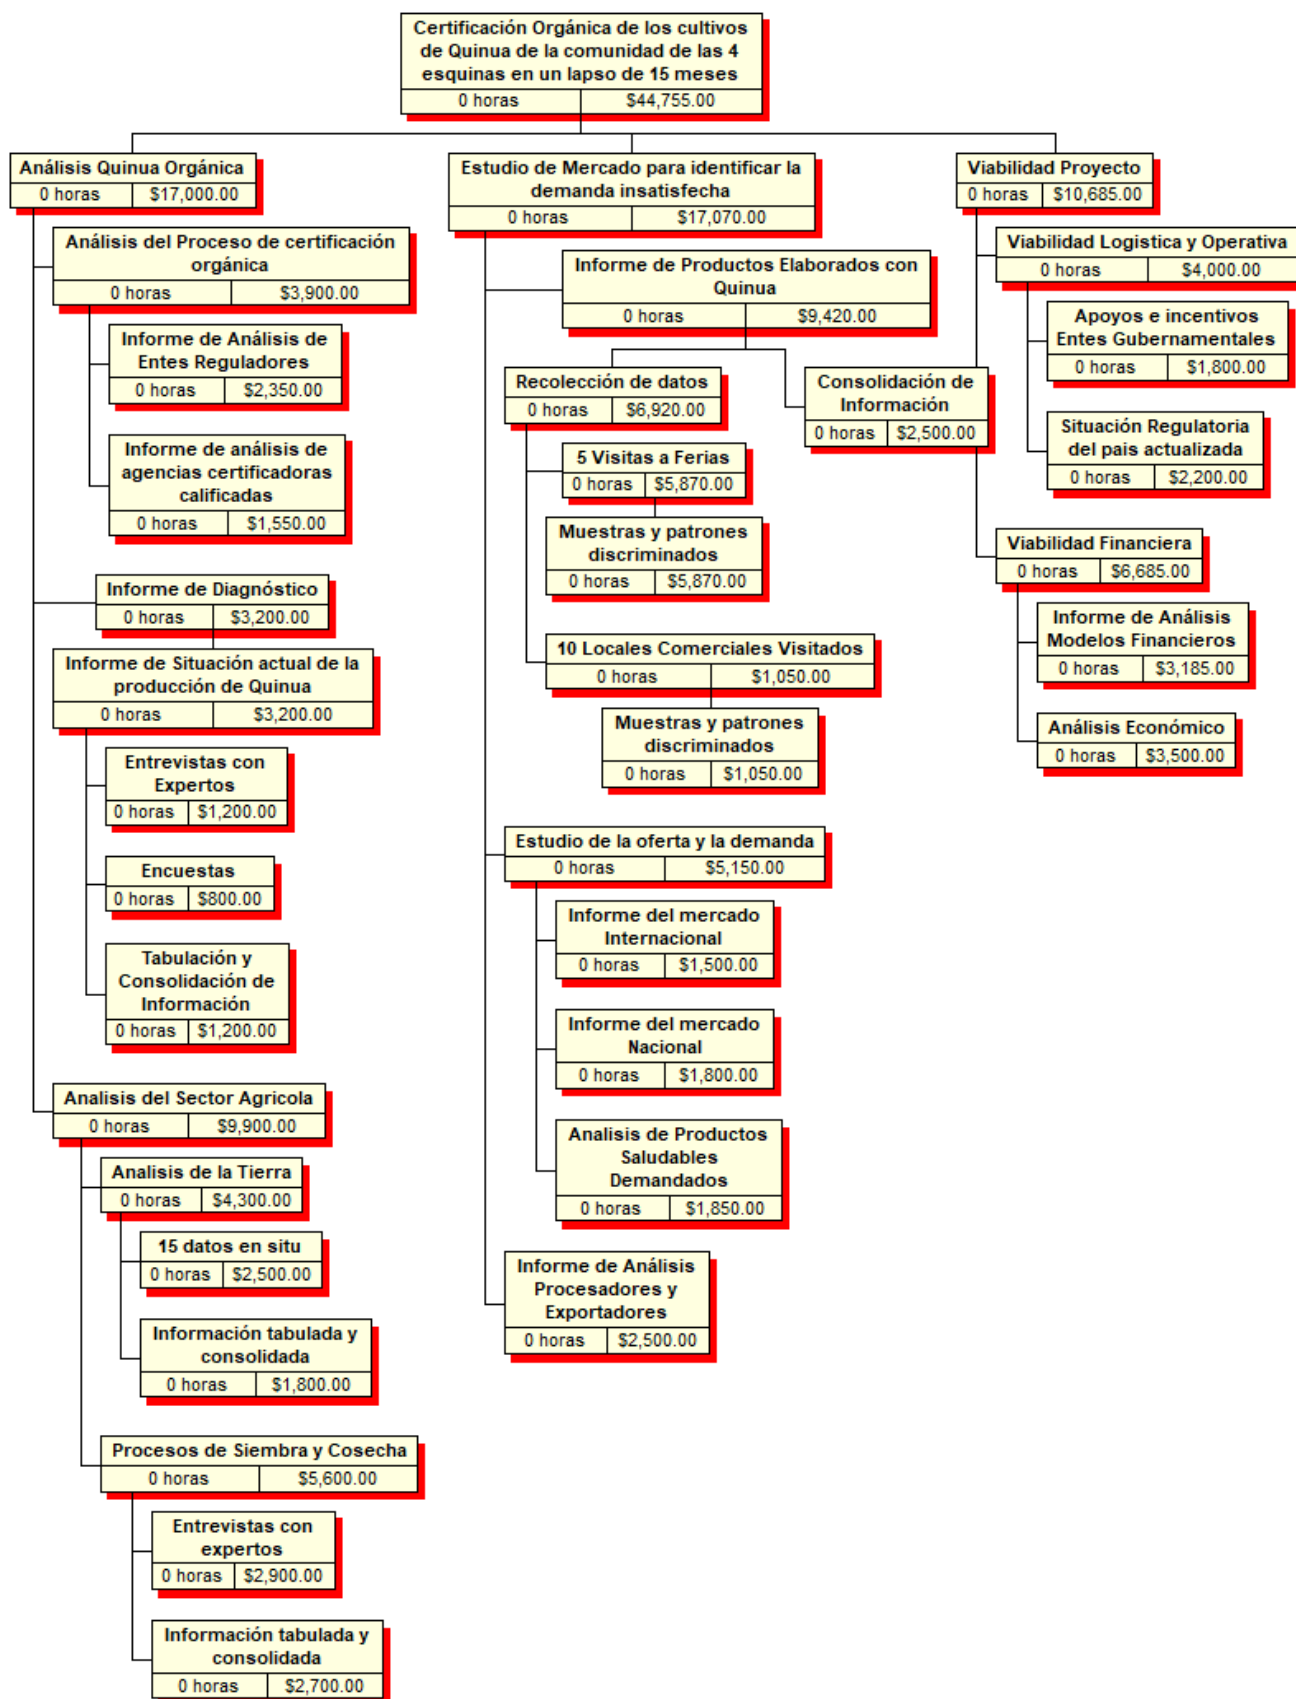 Certificación Orgánica de los cultivos
de Quinua de la comunidad de las 4
esquinas en un lapso de 15 meses
0 horas $44,755.00
Análisis Quinua Orgánica
0 horas $17,000.00
Análisis del Proceso de certificación
orgánica
0 horas $3,900.00
Informe de Análisis de
Entes Reguladores
0 horas $2,350.00
Informe de análisis de
agencias certificadoras
calificadas
0 horas $1,550.00
Informe de Diagnóstico
0 horas $3,200.00
Informe de Situación actual de la
producción de Quinua
0 horas $3,200.00
Entrevistas con
Expertos
0 horas $1,200.00
Encuestas
0 horas $800.00
Tabulación y
Consolidación de
Información
0 horas $1,200.00
Analisis del Sector Agricola
0 horas $9,900.00
Analisis de la Tierra
0 horas $4,300.00
15 datos en situ
0 horas $2,500.00
Información tabulada y
consolidada
0 horas $1,800.00
Procesos de Siembra y Cosecha
0 horas $5,600.00
Entrevistas con
expertos
0 horas $2,900.00
Información tabulada y
consolidada
0 horas $2,700.00
Estudio de Mercado para identificar la
demanda insatisfecha
0 horas $17,070.00
Informe de Productos Elaborados con
Quinua
0 horas $9,420.00
Recolección de datos
0 horas $6,920.00
5 Visitas a Ferias
0 horas $5,870.00
Muestras y patrones
discriminados
0 horas $5,870.00
10 Locales Comerciales Visitados
0 horas $1,050.00
Muestras y patrones
discriminados
0 horas $1,050.00
Consolidación de
Información
0 horas $2,500.00
Estudio de la oferta y la demanda
0 horas $5,150.00
Informe del mercado
Internacional
0 horas $1,500.00
Informe del mercado
Nacional
0 horas $1,800.00
Analisis de Productos
Saludables
Demandados
0 horas $1,850.00
Informe de Análisis
Procesadores y
Exportadores
0 horas $2,500.00
Viabilidad Proyecto
0 horas $10,685.00
Viabilidad Logistica y Operativa
0 horas $4,000.00
Apoyos e incentivos
Entes Gubernamentales
0 horas $1,800.00
Situación Regulatoria
del pais actualizada
0 horas $2,200.00
Viabilidad Financiera
0 horas $6,685.00
Informe de Análisis
Modelos Financieros
0 horas $3,185.00
Análisis Económico
0 horas $3,500.00